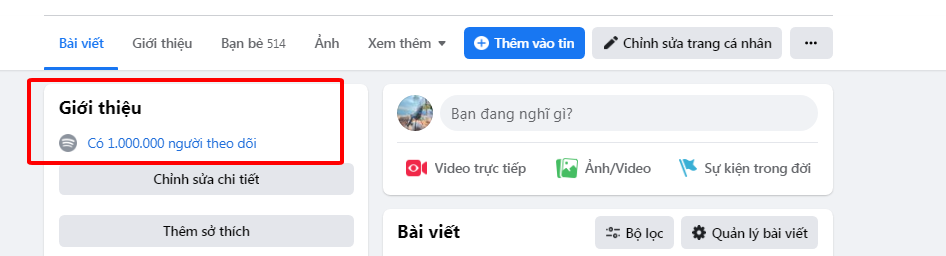 Bài viết Giới thiệu Bạn bè 514 Ảnh Xem thêm Thêm vào tin Chỉnh sửa trang cá nhân
Giới thiệu
Có 1.000.000 người theo dõi
Chỉnh sửa chi tiết
Thêm sở thích
Bạn đang nghĩ gì?
Video trực tiếp Ảnh/Video Sự kiện trong đời
Bài viết Bộ lọc Quản lý bài viết